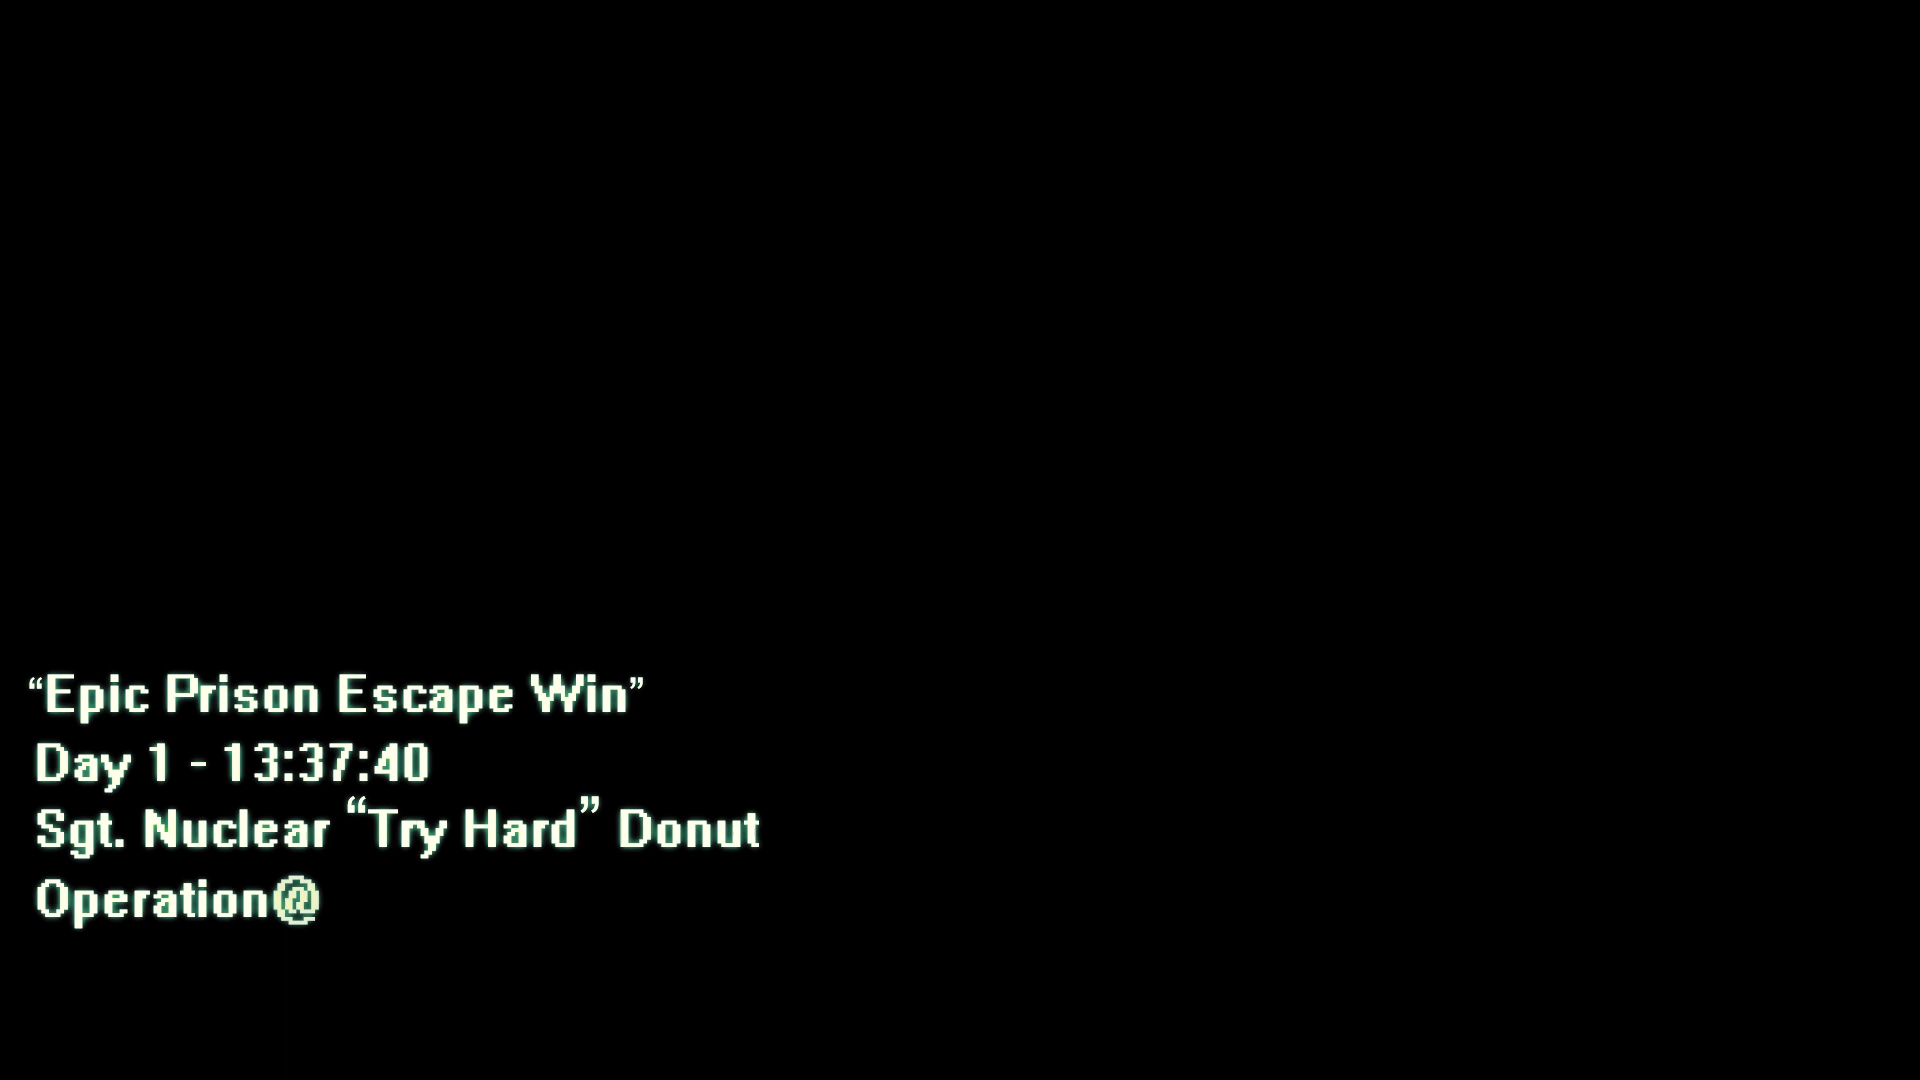 “Epic Prison Escape Win”
Day 1 - 13:37:40
Sgt. Nuclear “Try Hard” Donut
Operation@